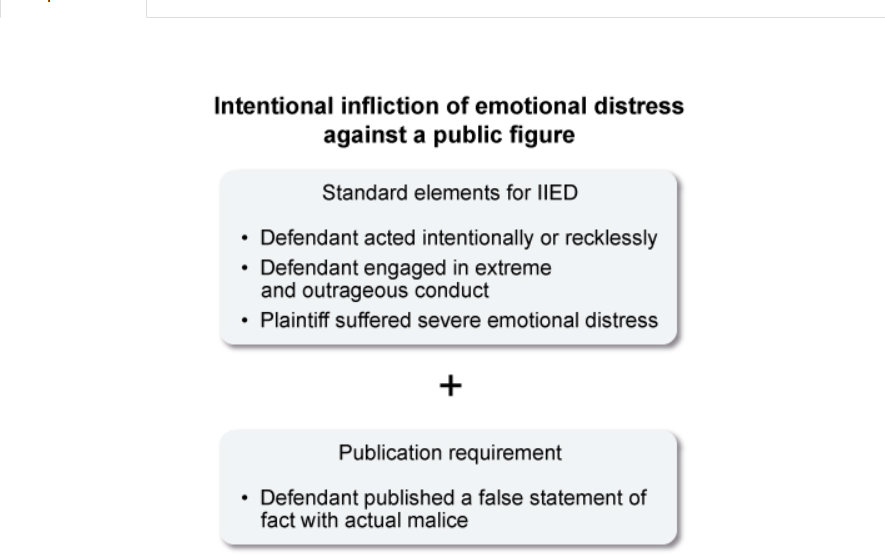 Intentional infliction of emotional distress
against a public figure
Standard elements for IIED
• Defendant acted intentionally or recklessly
• Defendant engaged in extreme
and outrageous conduct
• Plaintiff suffered severe emotional distress
+
Publication requirement
• Defendant published a false statement of
fact with actual malice